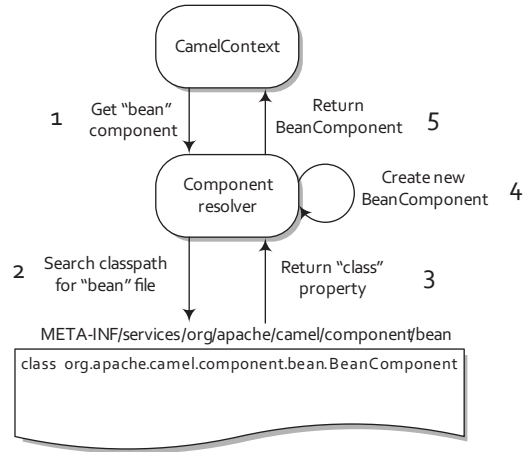 CamelContext
1
Get “bean”
component
Return
BeanComponent
5
Component
resolver
Create new
BeanComponent
4
2
Search classpath
for “bean” file
Return “class”
property
3
META-INF/services/org/apache/camel/component/bean
class org.apache.camel.component.bean.BeanComponent